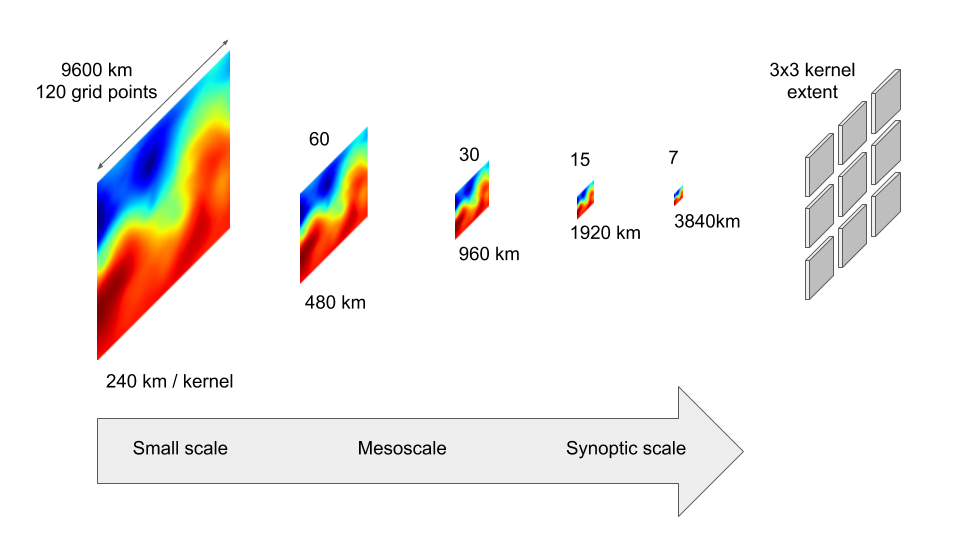 9600 km
120 grid points
60
30
15
7
3x3 kernel
extent
240 km / kernel
480 km
960 km
1920 km
3840km
Small scale
Mesoscale
Synoptic scale